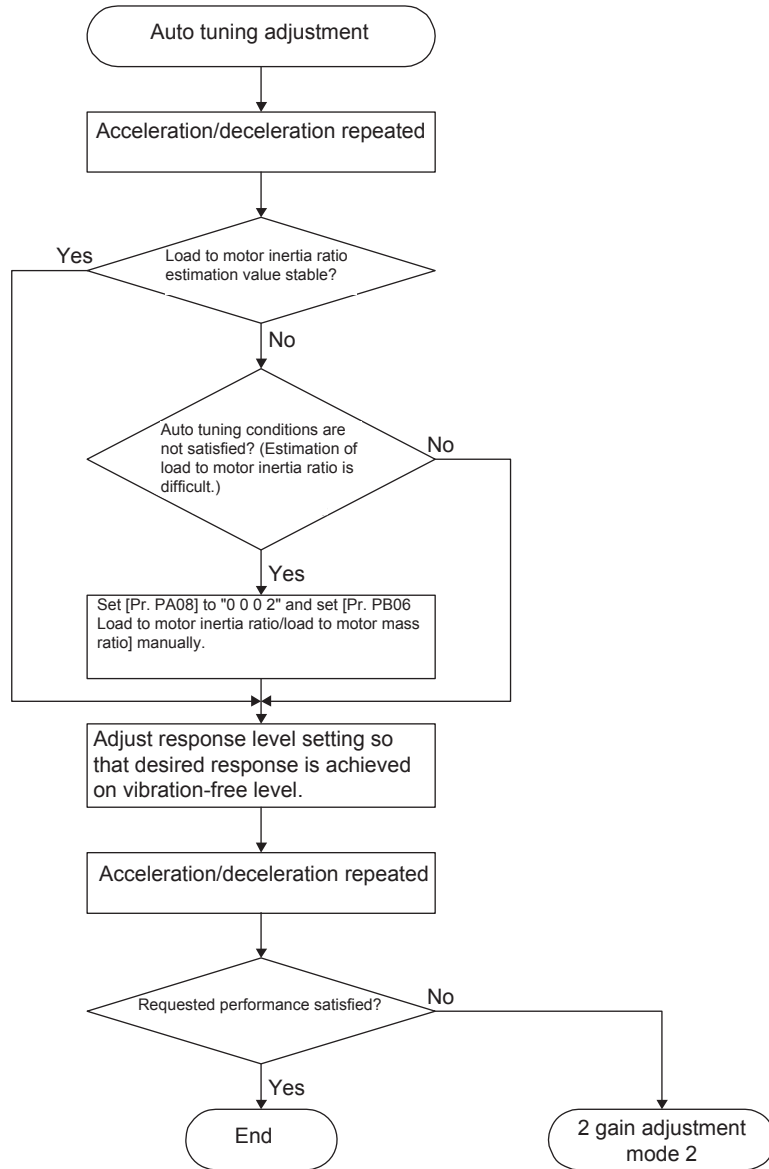 Auto tuning adjustment
Acceleration/deceleration repeated
Yes
Load to motor inertia ratio
estimation value stable?
No
Auto tuning conditions are
not satisfied? (Estimation of
load to motor inertia ratio is
difficult.)
No
Yes
Set [Pr. PA08] to "0 0 0 2" and set [Pr. PB06
Load to motor inertia ratio/load to motor mass
ratio] manually.
Adjust response level setting so
that desired response is achieved
on vibration-free level.
Acceleration/deceleration repeated
Requested performance satisfied?
No
Yes
End
2 gain adjustment
mode 2